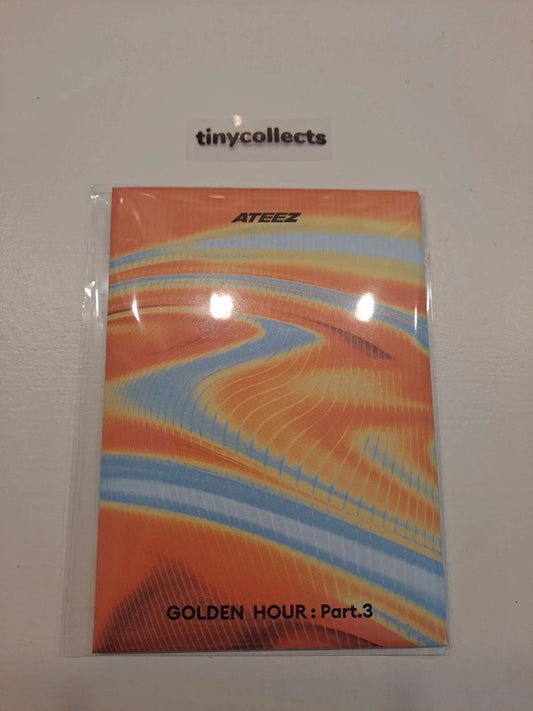 tinycollects
ATEEZ
GOLDEN HOUR : Part.3